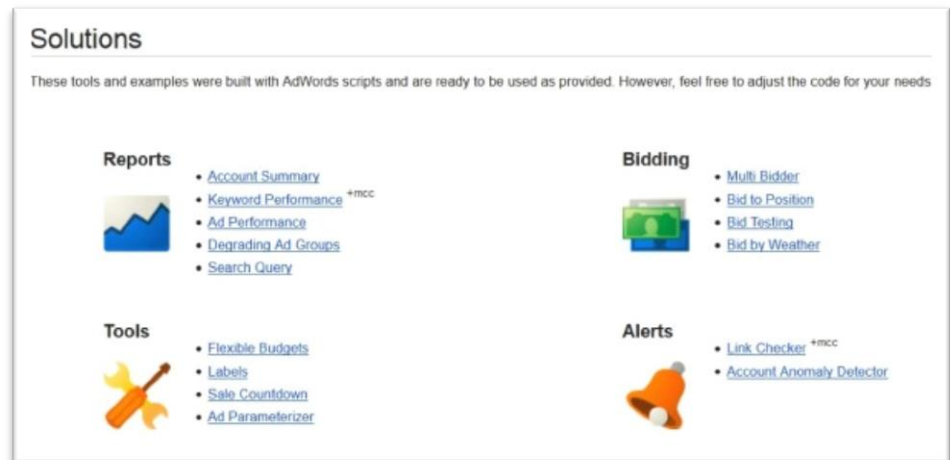 Solutions
These tools and examples were built with AdWords scripts and are ready to be used as provided. However, feel free to adjust the code for your needs
Reports
Account Summary
Keyword Performance +mcc
Ad Performance
Degrading Ad Groups
Search Query
Bidding
Multi Bidder
Bid to Position
Bid Testing
Bid by Weather
Tools
Flexible Budgets
Labels
Sale Countdown
Ad Parameterizer
Alerts
Link Checker +mcc
Account Anomaly Detector